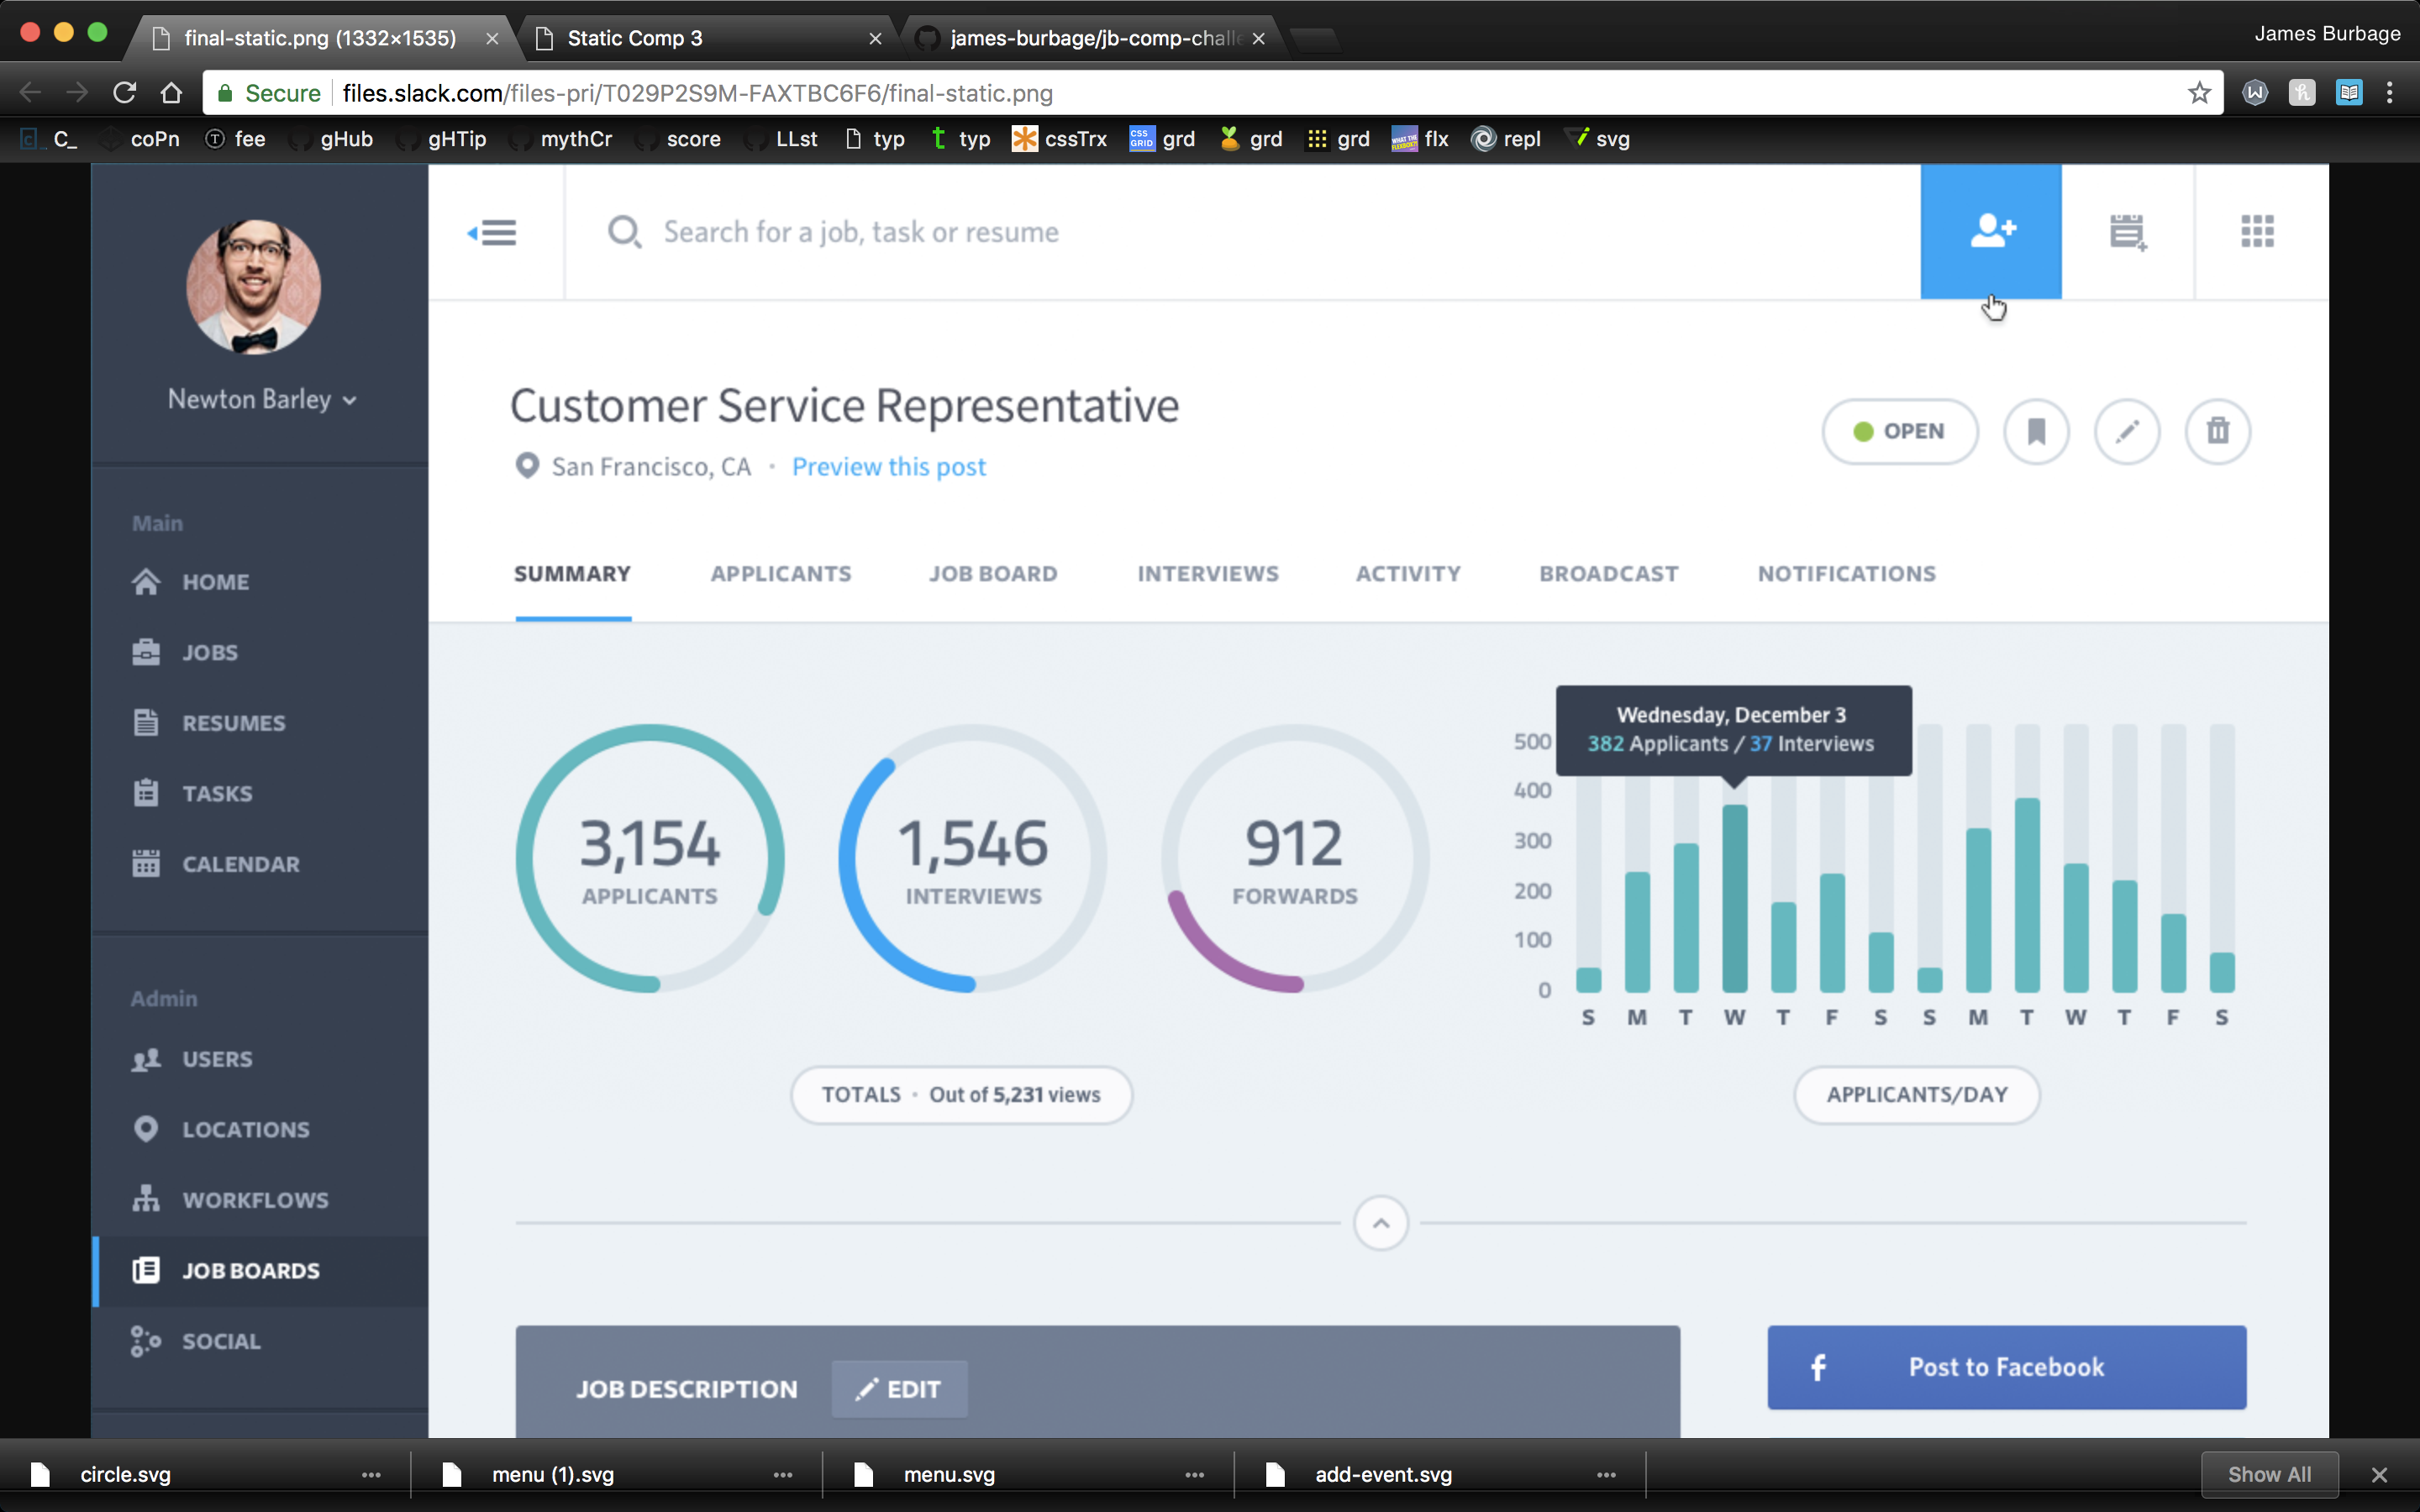 final-static.png (1332×1535)
Static Comp 3
james-burbage/jb-comp-challe
James Burbage
Secure
files.slack.com/files-pri/T029P2S9M-FAXTBC6F6/final-static.png
C_
coPn
fee
gHub
gHTip
mythCr
score
LLst
typ
typ
cssTrx
grd
grd
grd
flx
repl
svg
Newton Barley
Search for a job, task or resume
Customer Service Representative
San Francisco, CA • Preview this post
OPEN
Main
HOME
JOBS
RESUMES
TASKS
CALENDAR
Admin
USERS
LOCATIONS
WORKFLOWS
JOB BOARDS
SOCIAL
SUMMARY
APPLICANTS
JOB BOARD
INTERVIEWS
ACTIVITY
BROADCAST
NOTIFICATIONS
3,154
APPLICANTS
1,546
INTERVIEWS
912
FORWARDS
TOTALS • Out of 5,231 views
Wednesday, December 3
382 Applicants / 37 Interviews
500
400
300
200
100
0
S M T W T F S S M T W T F S
APPLICANTS/DAY
JOB DESCRIPTION
EDIT
f
Post to Facebook
circle.svg
menu (1).svg
menu.svg
add-event.svg
Show All